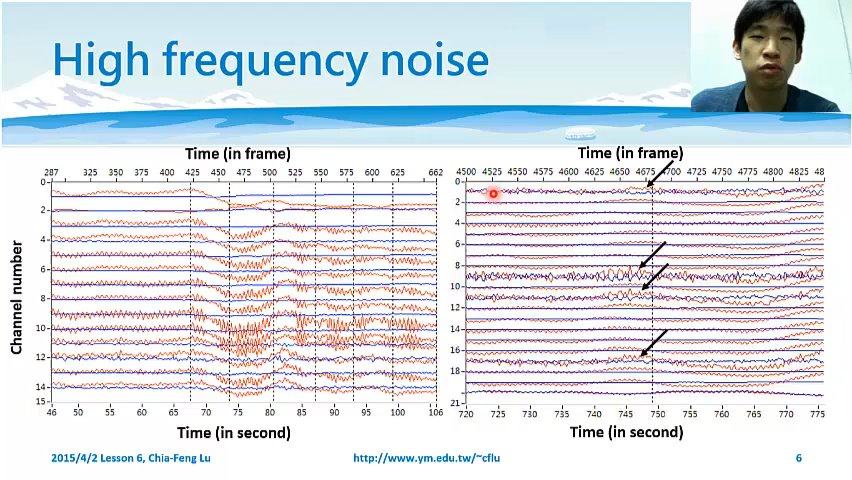 High frequency noise
Time (in frame)
287 325 350 375 400 425 450 475 500 525 550 575 600 625 662
0
2
4
6
8
10
12
14
15
Channel number
46 50 55 60 65 70 75 80 85 90 95 100 106
Time (in second)
Time (in frame)
4500 4525 4550 4575 4600 4625 4650 4675 4700 4725 4750 4775 4800 48
0
2
4
6
8
10
12
14
16
18
21
720 725 730 735 740 745 750 755 760 765 770 775
Time (in second)
2015/4/2 Lesson 6, Chia-Feng Lu
http://www.ym.edu.tw/~cflu
6